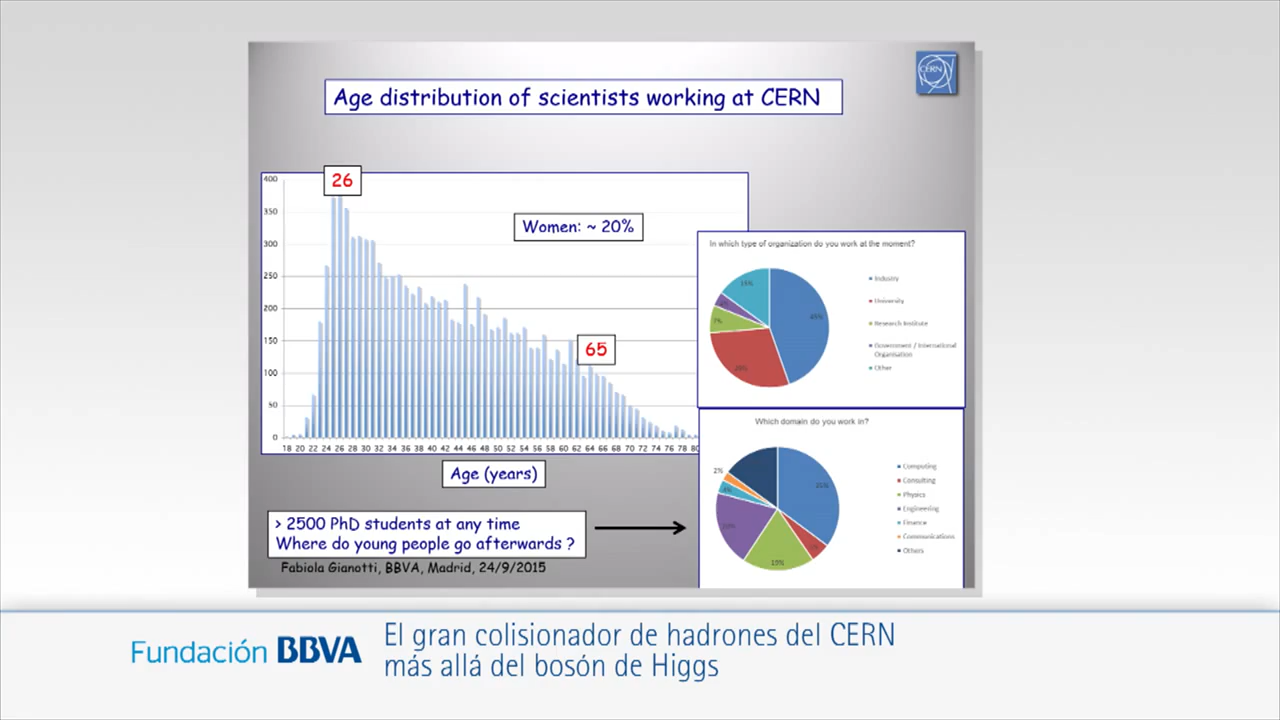 CERN
Age distribution of scientists working at CERN
400
350
300
250
200
150
100
50
0
26
Women: ~ 20%
65
18 20 22 24 26 28 30 32 34 36 38 40 42 44 46 48 50 52 54 56 58 60 62 64 66 68 70 72 74 76 78 80
Age (years)
In which type of organization do you work at the moment?
45%
7%
15%
Industry
University
Research Institute
Government / International
Organisation
Other
Which domain do you work in?
2%
Computing
Consulting
Physics
Engineering
Finance
Communications
Others
> 2500 PhD students at any time
Where do young people go afterwards ?
Fabiola Gianotti, BBVA, Madrid, 24/9/2015
Fundación BBVA
El gran colisionador de hadrones del CERN
más allá del bosón de Higgs